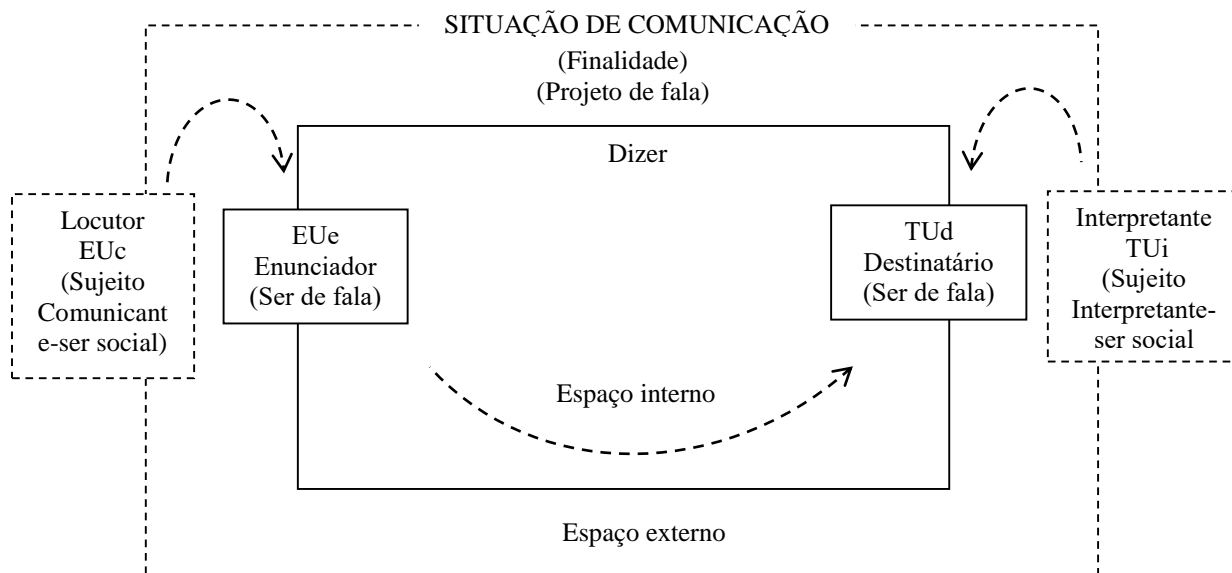 SITUAÇÃO DE COMUNICAÇÃO
(Finalidade)
(Projeto de fala)
Dizer
Locutor
EUc
(Sujeito
Comunicant
e-ser social)
EUe
Enunciador
(Ser de fala)
TUd
Destinatário
(Ser de fala)
Interpretante
TUi
(Sujeito
Interpretante-
ser social
Espaço interno
Espaço externo